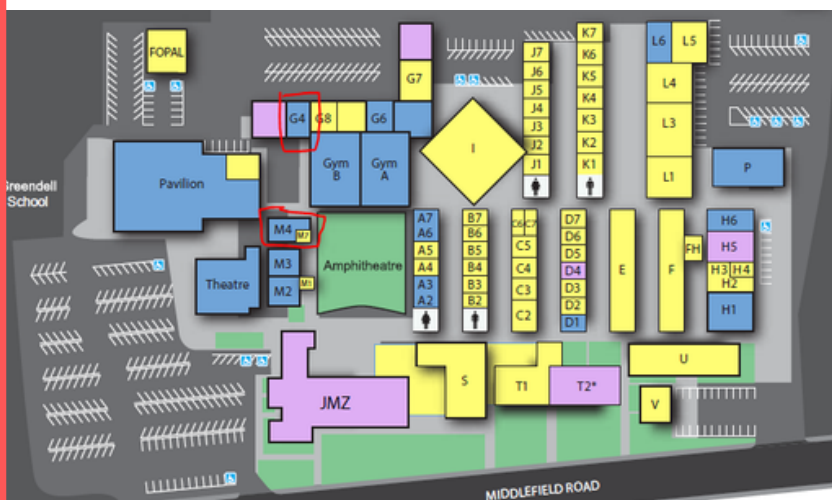 FOPAL
G7
G4
G8
G6
Gym
B
Gym
A
I
J7
J6
J5
J4
J3
J2
J1
K7
K6
K5
K4
K3
K2
K1
L6
L5
L4
L3
L1
P
Greendell
School
Pavilion
M4
M7
M3
M2
M1
Theatre
Amphitheatre
A7
A6
A5
A4
A3
A2
B7
B6
B5
B4
B3
B2
C6
C7
C5
C4
C3
C2
D7
D6
D5
D4
D3
D2
D1
E
F
FH
H6
H5
H3
H4
H2
H1
JMZ
S
T1
T2*
U
V
MIDDLEFIELD ROAD